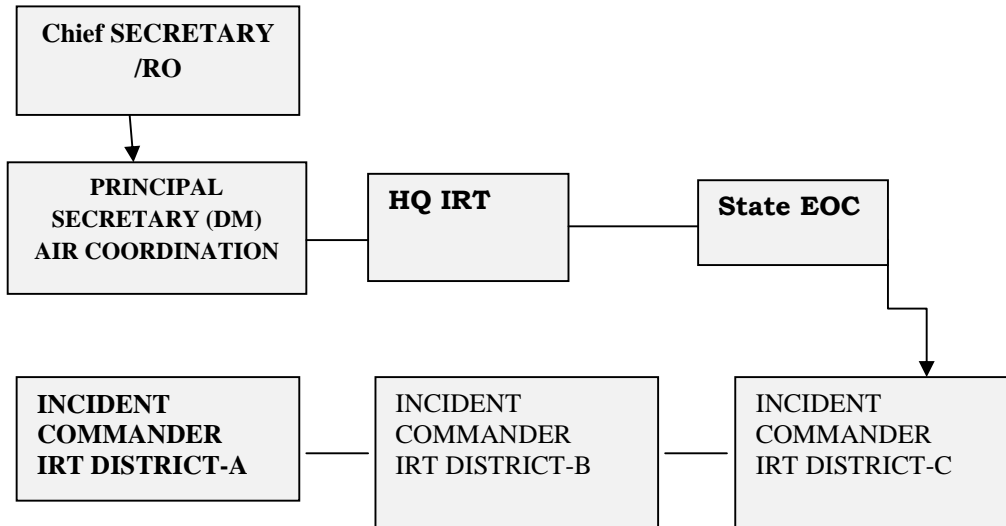 Chief SECRETARY
/RO
PRINCIPAL
SECRETARY (DM)
AIR COORDINATION
HQ IRT
State EOC
INCIDENT
COMMANDER
IRT DISTRICT-A
INCIDENT
COMMANDER
IRT DISTRICT-B
INCIDENT
COMMANDER
IRT DISTRICT-C